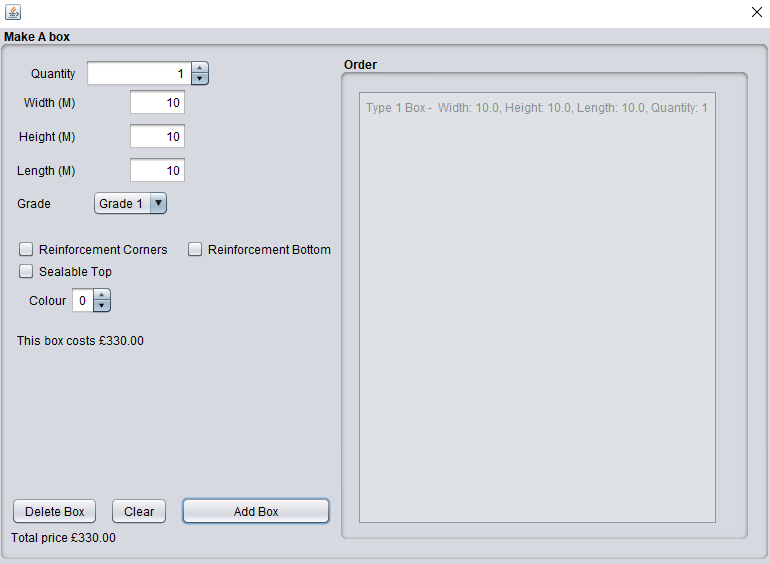 Make A box
Quantity 1
Width (M) 10
Height (M) 10
Length (M) 10
Grade Grade 1
Reinforcement Corners Reinforcement Bottom
Sealable Top
Colour 0
This box costs £330.00
Delete Box Clear Add Box
Total price £330.00
Order
Type 1 Box - Width: 10.0, Height: 10.0, Length: 10.0, Quantity: 1